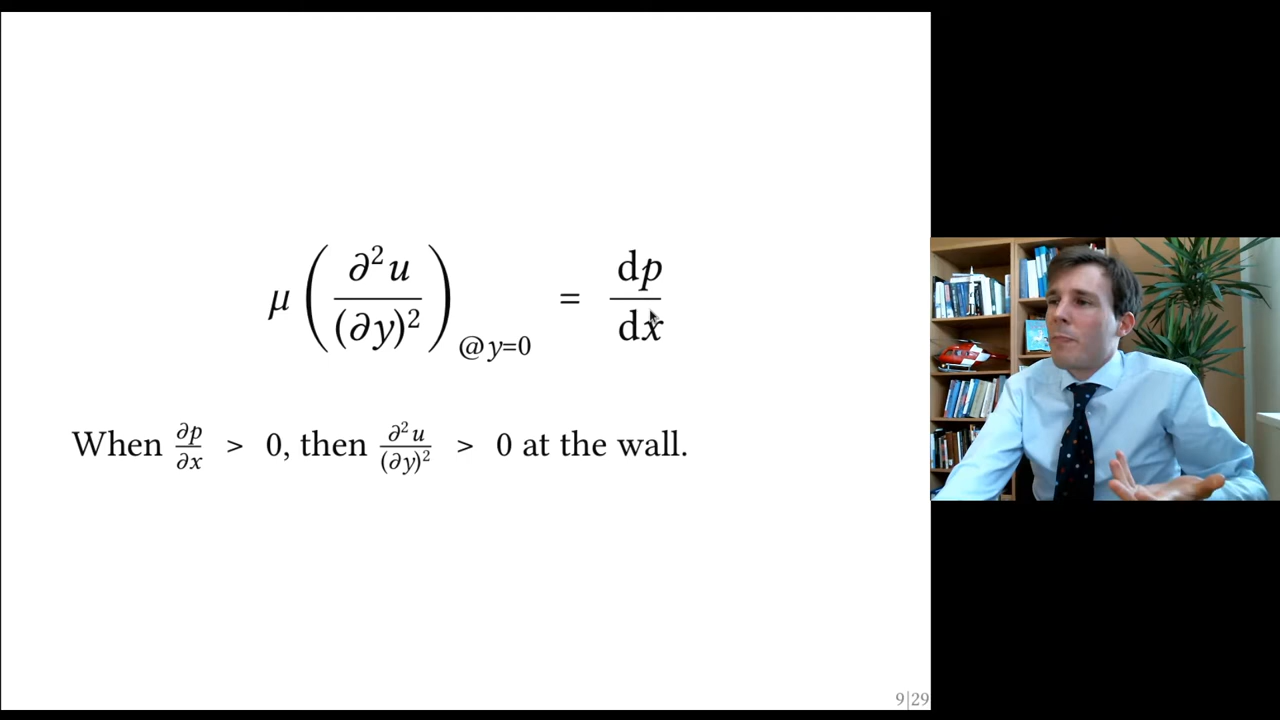 μ (∂²u/(∂y)²)@y=0 = dp/dx
When ∂p/∂x > 0, then ∂²u/(∂y)² > 0 at the wall.
9|29